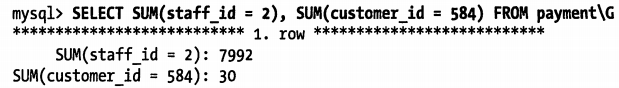 mysql> SELECT SUM(staff_id = 2), SUM(customer_id = 584) FROM payment\G
*************************** 1. row ***************************
SUM(staff_id = 2): 7992
SUM(customer_id = 584): 30